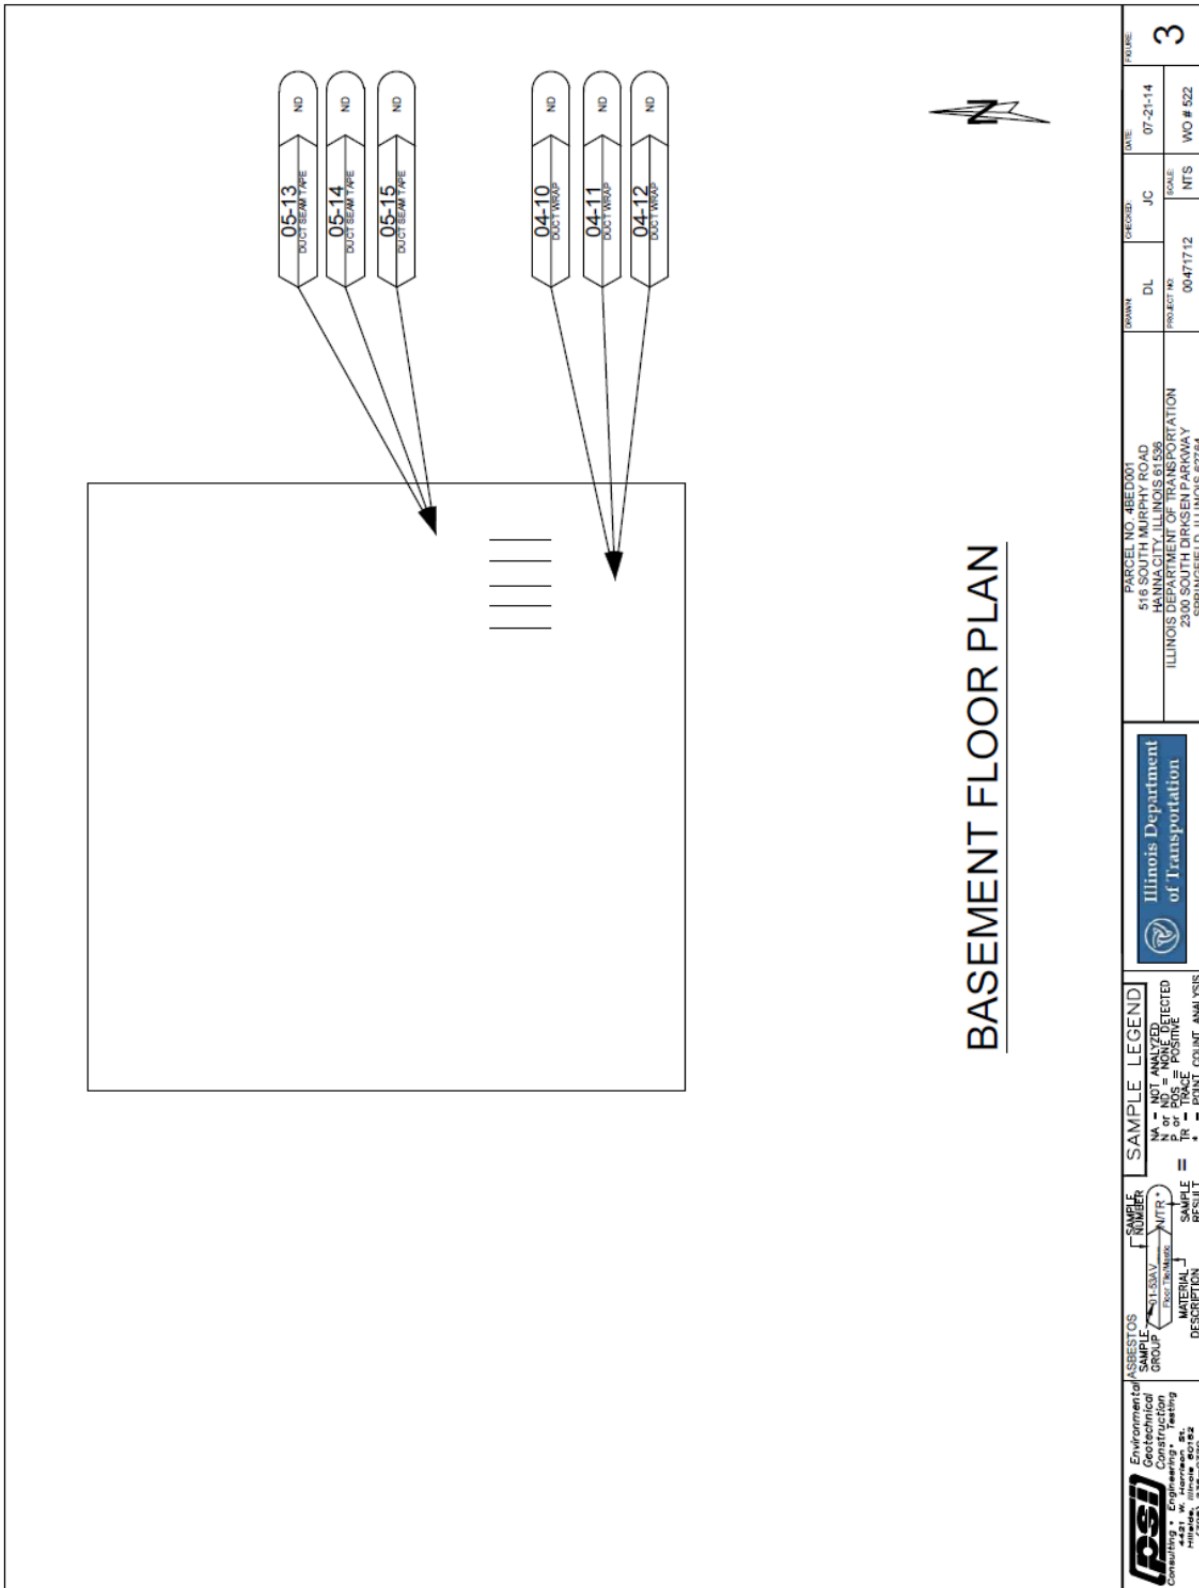 05-13
DUCT SEAM TAPE
ND
05-14
DUCT SEAM TAPE
ND
05-15
DUCT SEAM TAPE
ND
04-10
DUCT WRAP
ND
04-11
DUCT WRAP
ND
04-12
DUCT WRAP
ND
N
BASEMENT FLOOR PLAN
psi
Environmental
Geotechnical
Construction
Consulting • Engineering • Testing
4421 W. Harrison St.
Hillside, Illinois 60162
ASBESTOS
SAMPLE GROUP
SAMPLE NUMBER
01-53AV
Floor Tile/Mastic
N/TR *
MATERIAL DESCRIPTION
SAMPLE RESULT
=
SAMPLE LEGEND
NA = NOT ANALYZED
N or ND = NONE DETECTED
P or POS = POSITIVE
TR = TRACE
* = POINT COUNT ANALYSIS
Illinois Department
of Transportation
PARCEL NO. 4BED001
516 SOUTH MURPHY ROAD
HANNA CITY, ILLINOIS 61536
ILLINOIS DEPARTMENT OF TRANSPORTATION
2300 SOUTH DIRKSEN PARKWAY
SPRINGFIELD, ILLINOIS 62764
DRAWN:
DL
CHECKED:
JC
DATE:
07-21-14
FIGURE:
3
PROJECT NO:
00471712
SCALE:
NTS
WO # 522